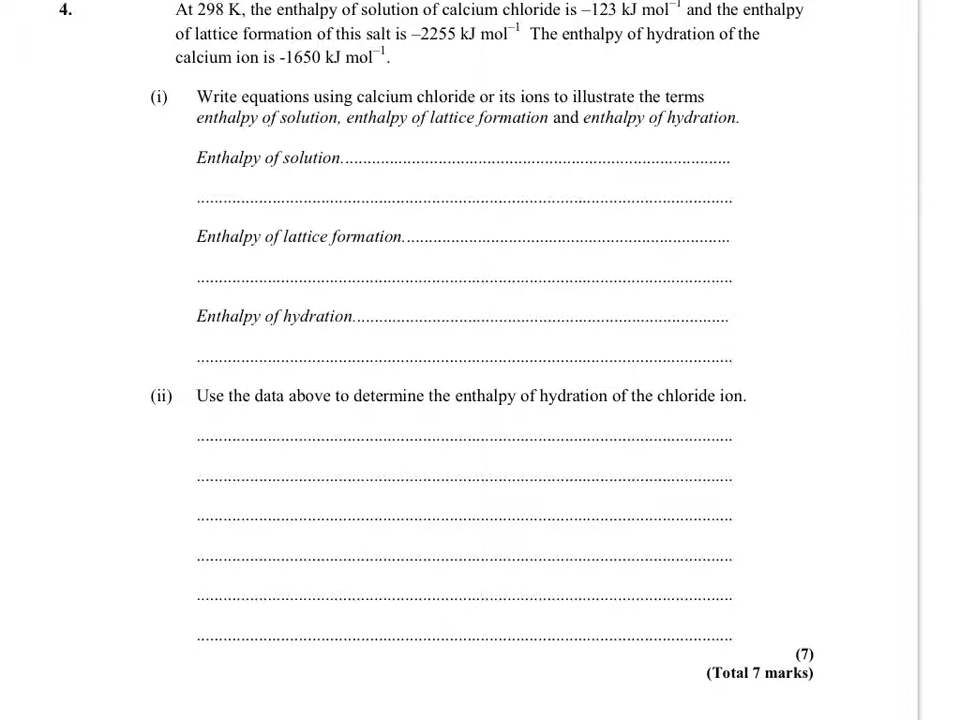 4. At 298 K, the enthalpy of solution of calcium chloride is –123 kJ mol⁻¹ and the enthalpy
of lattice formation of this salt is –2255 kJ mol⁻¹ The enthalpy of hydration of the
calcium ion is -1650 kJ mol⁻¹.
(i) Write equations using calcium chloride or its ions to illustrate the terms
enthalpy of solution, enthalpy of lattice formation and enthalpy of hydration.
Enthalpy of solution
Enthalpy of lattice formation
Enthalpy of hydration
(ii) Use the data above to determine the enthalpy of hydration of the chloride ion.
(7)
(Total 7 marks)